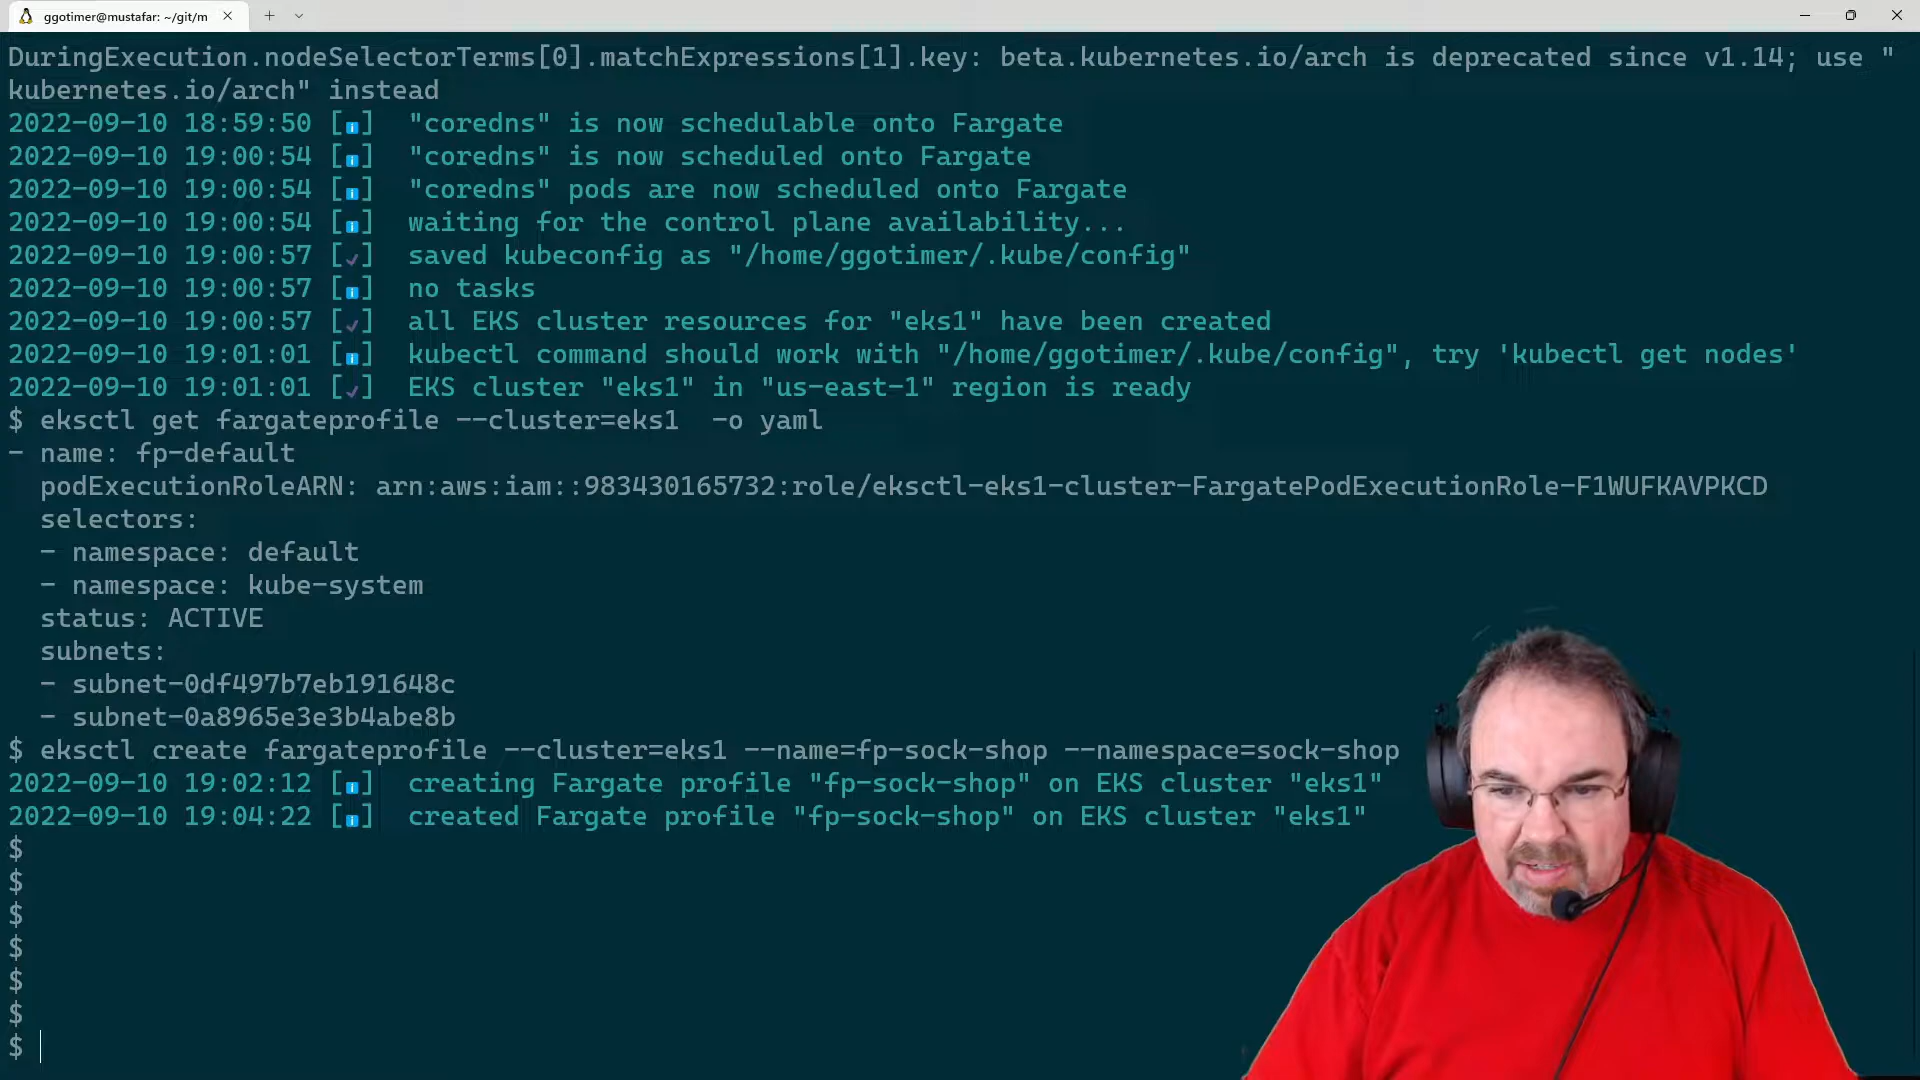 ggotimer@mustafar: ~/git/m
DuringExecution.nodeSelectorTerms[0].matchExpressions[1].key: beta.kubernetes.io/arch is deprecated since v1.14; use "
kubernetes.io/arch" instead
2022-09-10 18:59:50 [i]  "coredns" is now schedulable onto Fargate
2022-09-10 19:00:54 [i]  "coredns" is now scheduled onto Fargate
2022-09-10 19:00:54 [i]  "coredns" pods are now scheduled onto Fargate
2022-09-10 19:00:54 [i]  waiting for the control plane availability...
2022-09-10 19:00:57 [✓]  saved kubeconfig as "/home/ggotimer/.kube/config"
2022-09-10 19:00:57 [i]  no tasks
2022-09-10 19:00:57 [✓]  all EKS cluster resources for "eks1" have been created
2022-09-10 19:01:01 [i]  kubectl command should work with "/home/ggotimer/.kube/config", try 'kubectl get nodes'
2022-09-10 19:01:01 [✓]  EKS cluster "eks1" in "us-east-1" region is ready
$ eksctl get fargateprofile --cluster=eks1  -o yaml
- name: fp-default
  podExecutionRoleARN: arn:aws:iam::983430165732:role/eksctl-eks1-cluster-FargatePodExecutionRole-F1WUFKAVPKCD
  selectors:
  - namespace: default
  - namespace: kube-system
  status: ACTIVE
  subnets:
  - subnet-0df497b7eb191648c
  - subnet-0a8965e3e3b4abe8b
$ eksctl create fargateprofile --cluster=eks1 --name=fp-sock-shop --namespace=sock-shop
2022-09-10 19:02:12 [i]  creating Fargate profile "fp-sock-shop" on EKS cluster "eks1"
2022-09-10 19:04:22 [i]  created Fargate profile "fp-sock-shop" on EKS cluster "eks1"
$
$
$
$
$
$
$